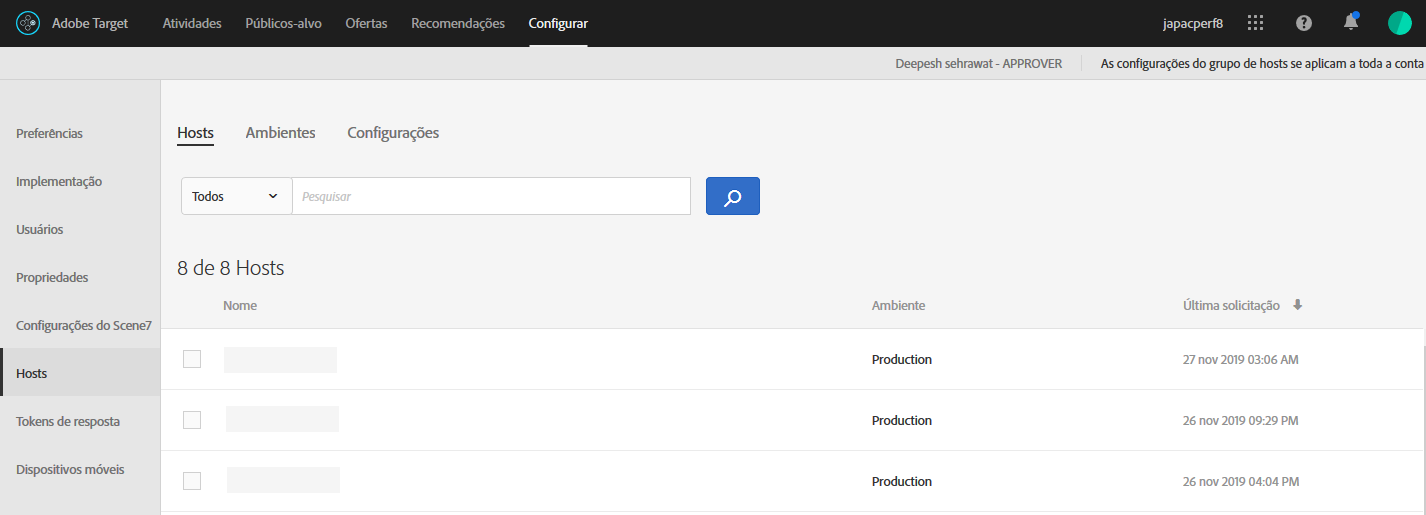 Adobe Target Atividades Públicos-alvo Ofertas Recomendações Configurar japacperf8
Deepesh sehrawat - APPROVER As configurações do grupo de hosts se aplicam a toda a conta
Preferências
Implementação
Usuários
Propriedades
Configurações do Scene7
Hosts
Tokens de resposta
Dispositivos móveis
Hosts Ambientes Configurações
Todos Pesquisar
8 de 8 Hosts
Nome Ambiente Última solicitação
Production 27 nov 2019 03:06 AM
Production 26 nov 2019 09:29 PM
Production 26 nov 2019 04:04 PM